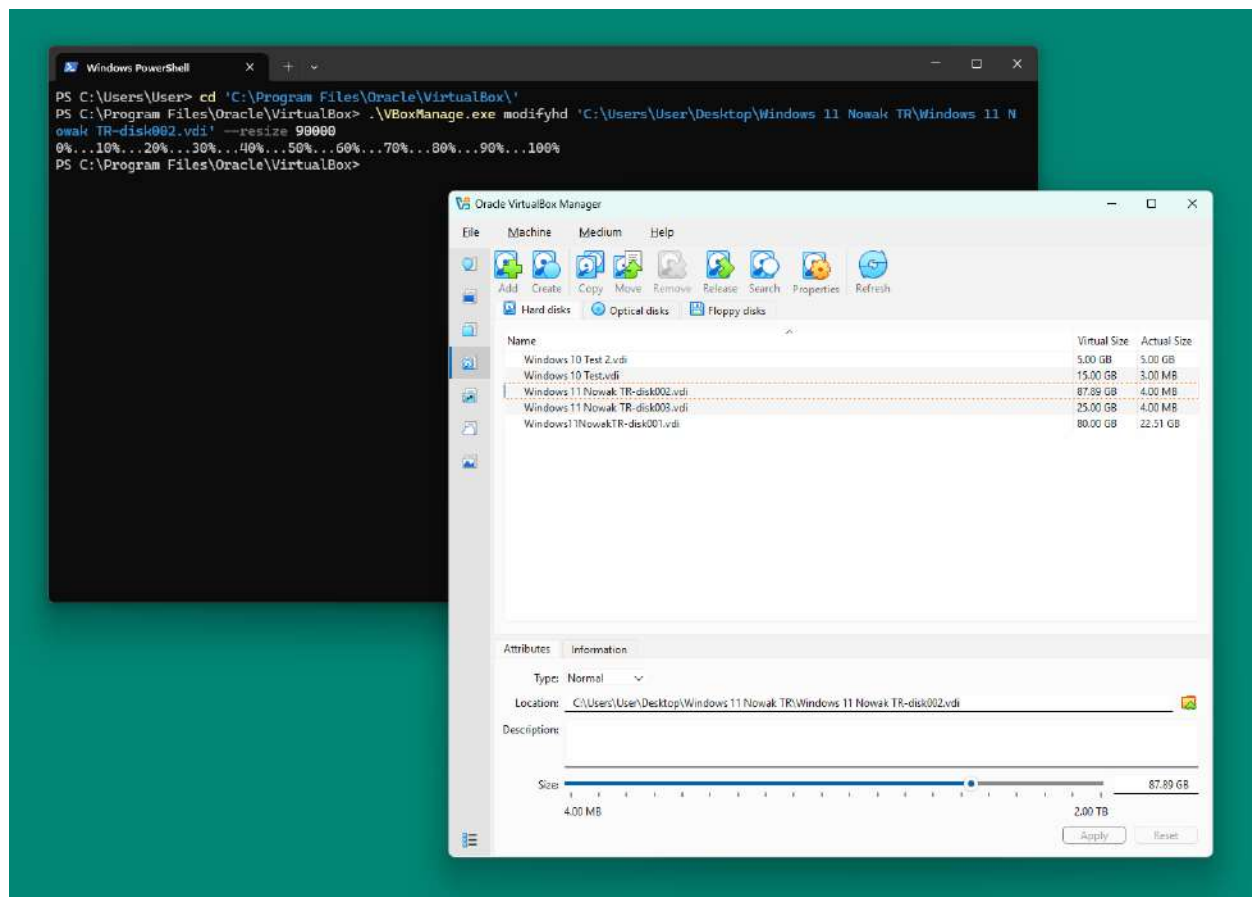 Windows PowerShell
PS C:\Users\User> cd 'C:\Program Files\Oracle\VirtualBox\'
PS C:\Program Files\Oracle\VirtualBox> .\VBoxManage.exe modifyhd 'C:\Users\User\Desktop\Windows 11 Nowak TR\Windows 11 N
owak TR-disk002.vdi' --resize 90000
0%...10%...20%...30%...40%...50%...60%...70%...80%...90%...100%
PS C:\Program Files\Oracle\VirtualBox>
Oracle VirtualBox Manager
File Machine Medium Help
Add Create Copy Move Remove Release Search Properties Refresh
Hard disks Optical disks Floppy disks
Name Virtual Size Actual Size
Windows 10 Test 2.vdi 5.00 GB 5.00 GB
Windows 10 Test.vdi 15.00 GB 3.00 MB
Windows 11 Nowak TR-disk002.vdi 87.89 GB 4.00 MB
Windows 11 Nowak TR-disk003.vdi 25.00 GB 4.00 MB
Windows11NowakTR-disk001.vdi 80.00 GB 22.51 GB
Attributes Information
Type: Normal
Location: C:\Users\User\Desktop\Windows 11 Nowak TR\Windows 11 Nowak TR-disk002.vdi
Description:
Size: 87.89 GB
4.00 MB 2.00 TB
Apply Reset